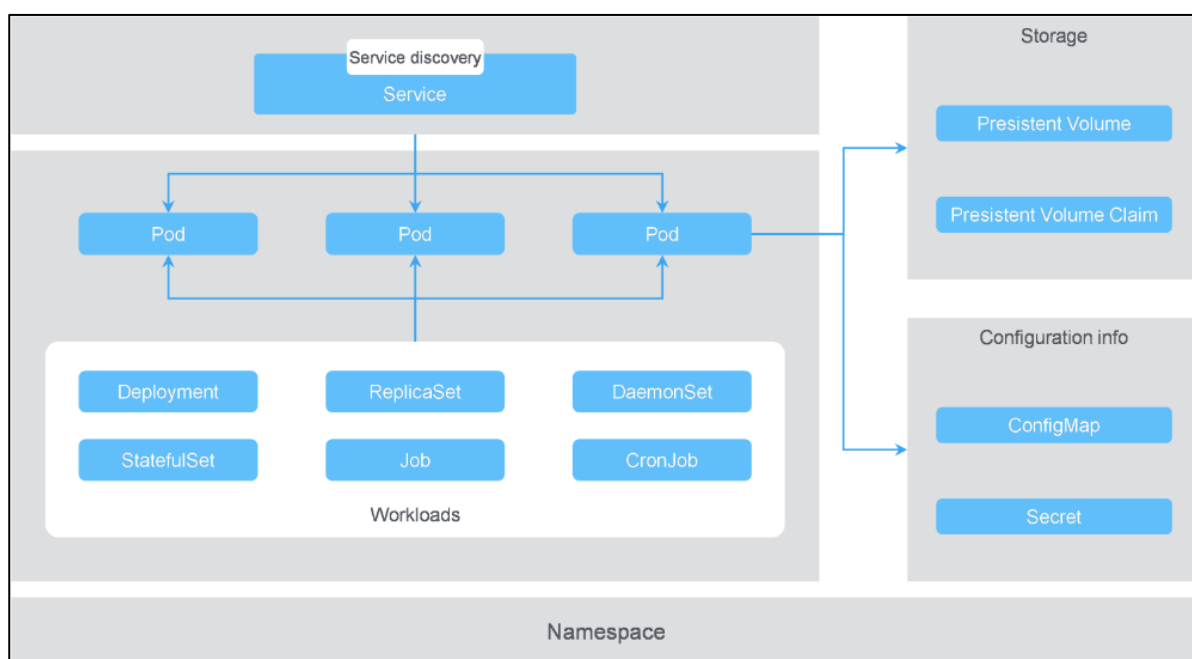 Service discovery
Service
Pod
Pod
Pod
Deployment
ReplicaSet
DaemonSet
StatefulSet
Job
CronJob
Workloads
Storage
Presistent Volume
Presistent Volume Claim
Configuration info
ConfigMap
Secret
Namespace